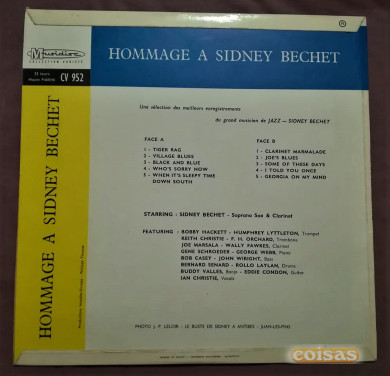 Musidisc
COLLECTION VARIÉTÉ
33 tours
CV 952
HOMMAGE A SIDNEY BECHET
HOMMAGE A SIDNEY BECHET
Une sélection des meilleurs enregistrements
du grand musicien de JAZZ — SIDNEY BECHET
FACE A
1 - TIGER RAG
2 - VILLAGE BLUES
3 - BLACK AND BLUE
4 - WHO'S SORRY NOW
5 - WHEN IT'S SLEEPY TIME
DOWN SOUTH
FACE B
1 - CLARINET MARMALADE
2 - JOE'S BLUES
3 - SOME OF THESE DAYS
4 - I TOLD YOU ONCE
5 - GEORGIA ON MY MIND
STARRING : SIDNEY BECHET - Soprano Sax & Clarinet
FEATURING : BOBBY HACKETT - HUMPHREY LYTTLETON, Trumpet
KEITH CHRISTIE - F. H. ORCHARD, Trombone
JOE MARSALA - WALLY FAWKES, Clarinet
GENE SCHROEDER - GEORGE WEBB, Piano
BOB CASEY - JOHN WRIGHT, Bass
BERNARD SENARD - ROLLO LAYLAN, Drums
BUDDY VALLES, Banjo - EDDIE CONDON, Guitar
IAN CHRISTIE, Vocals
PHOTO J. P. LELOIR - LE BUSTE DE SIDNEY A ANTIBES - JUAN-LES-PINS
coisas